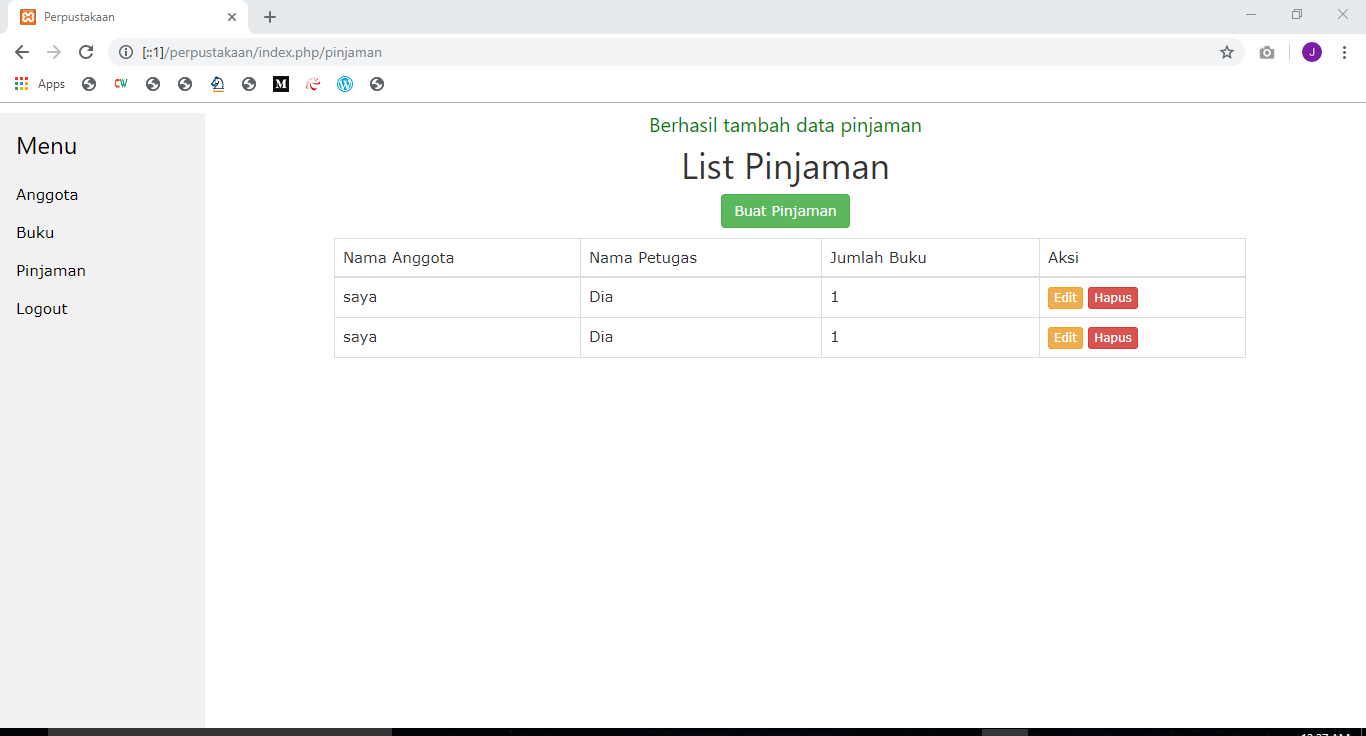 Perpustakaan
[::1]/perpustakaan/index.php/pinjaman
J
Apps
CW
M
Menu
Anggota
Buku
Pinjaman
Logout
Berhasil tambah data pinjaman
List Pinjaman
Buat Pinjaman
Nama Anggota Nama Petugas Jumlah Buku Aksi
saya Dia 1 Edit Hapus
saya Dia 1 Edit Hapus